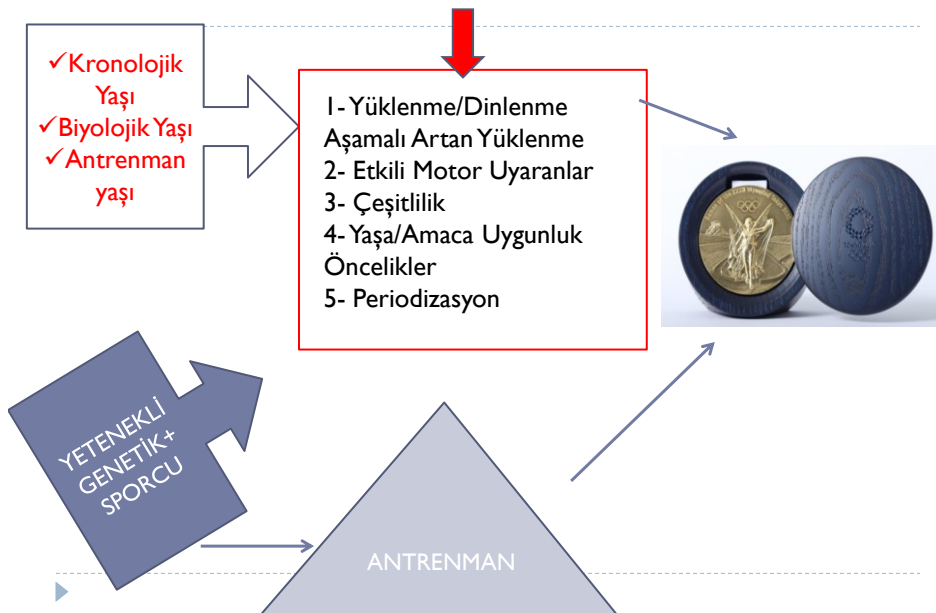 ✓Kronolojik
Yaşı
✓Biyolojik Yaşı
✓Antrenman
yaşı
1- Yüklenme/Dinlenme
Aşamalı Artan Yüklenme
2- Etkili Motor Uyaranlar
3- Çeşitlilik
4- Yaşa/Amaca Uygunluk
Öncelikler
5- Periodizasyon
YETENEKLİ
GENETİK+
SPORCU
ANTRENMAN